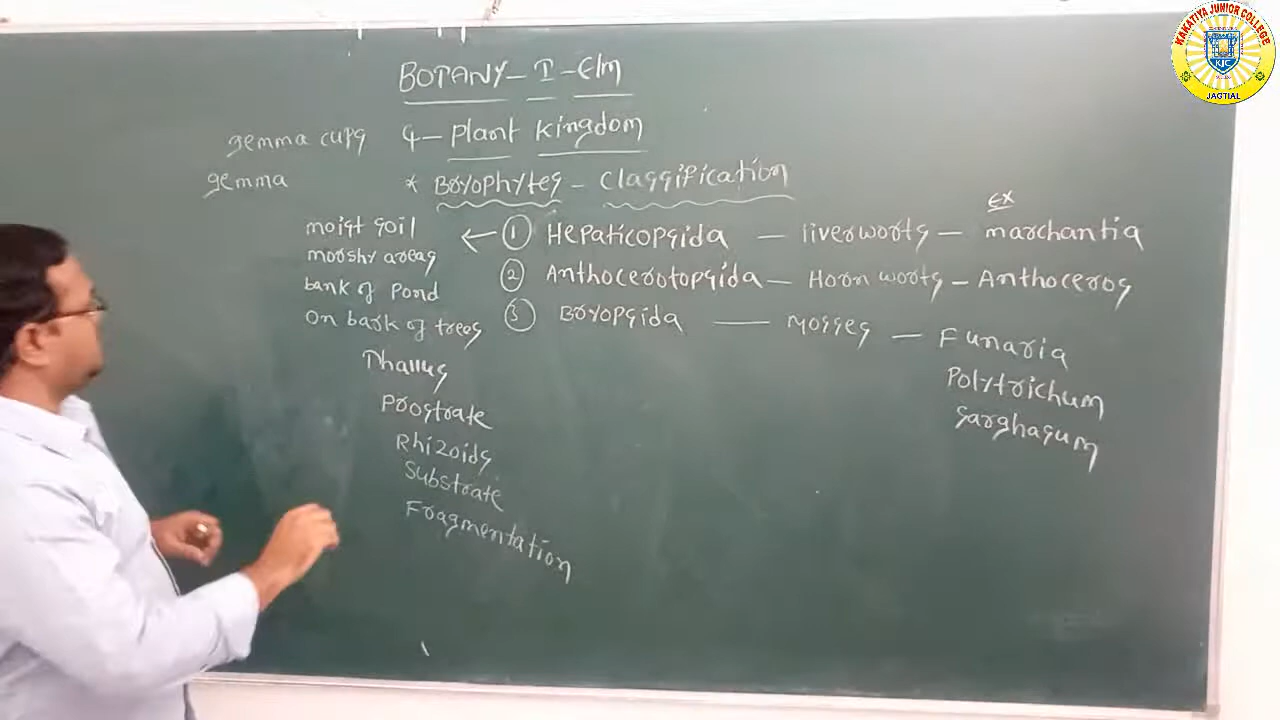 KAKATIYA JUNIOR COLLEGE
KJC
JAGTIAL
BOTANY - I - E/m
4 - Plant Kingdom
gemma cups
gemma
* Bryophytes - Classification
Ex
1 Hepaticopsida - liverworts - marchantia
2 Anthocerotopsida - Horn worts - Anthoceros
3 Bryopsida - Mosses - Funaria
Polytrichum
Sarghasum
moist soil
marshy areas
bank of Pond
On bark of trees
Thallus
Prostrate
Rhizoids
Substrate
Fragmentation